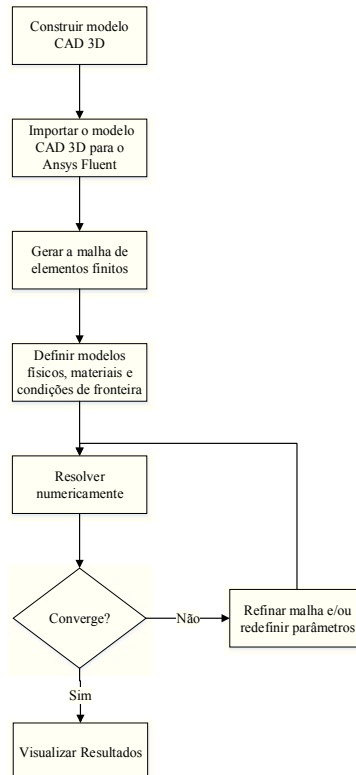 Construir modelo
CAD 3D
Importar o modelo
CAD 3D para o
Ansys Fluent
Gerar a malha de
elementos finitos
Definir modelos
físicos, materiais e
condições de fronteira
Resolver
numericamente
Converge?
Não
Refinar malha e/ou
redefinir parâmetros
Sim
Visualizar Resultados